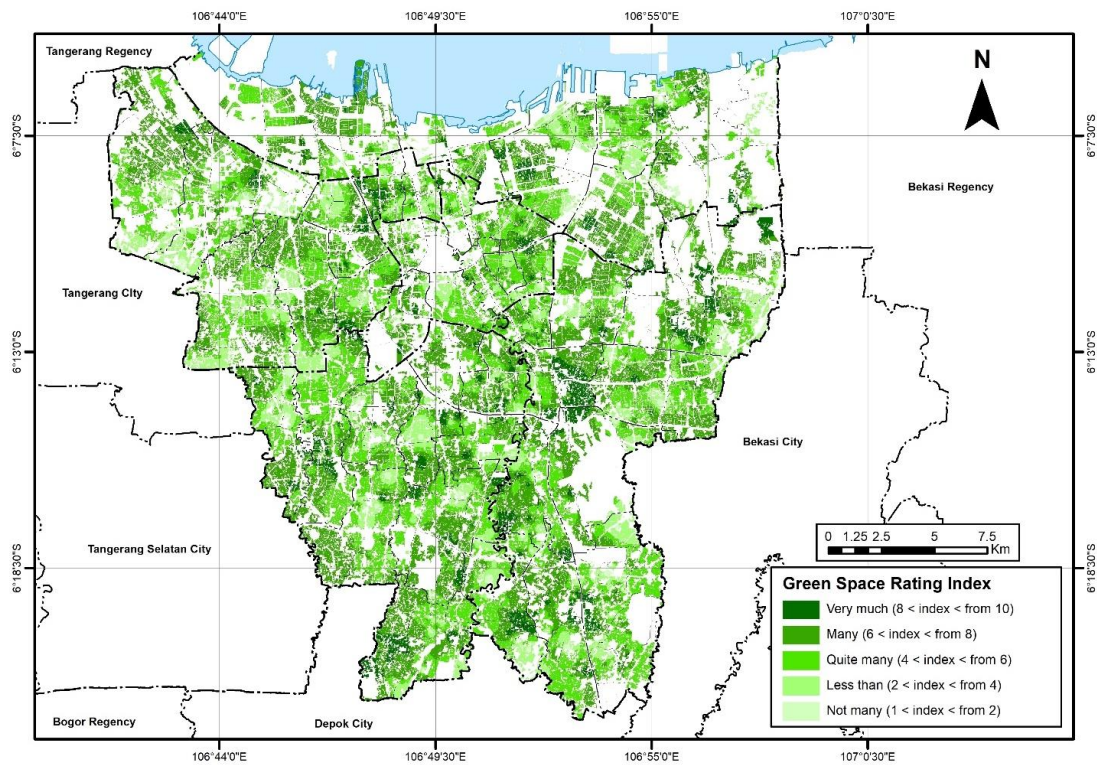 106°44'0"E 106°49'30"E 106°55'0"E 107°0'30"E
Tangerang Regency
N
6°7'30"S 6°7'30"S
Bekasi Regency
Tangerang CIty
6°13'0"S 6°13'0"S
Bekasi City
0 1.25 2.5 5 7.5
Km
Tangerang Selatan City
6°18'30"S 6°18'30"S
Green Space Rating Index
Very much (8 < index < from 10)
Many (6 < index < from 8)
Quite many (4 < index < from 6)
Less than (2 < index < from 4)
Not many (1 < index < from 2)
Bogor Regency
Depok City
106°44'0"E 106°49'30"E 106°55'0"E 107°0'30"E